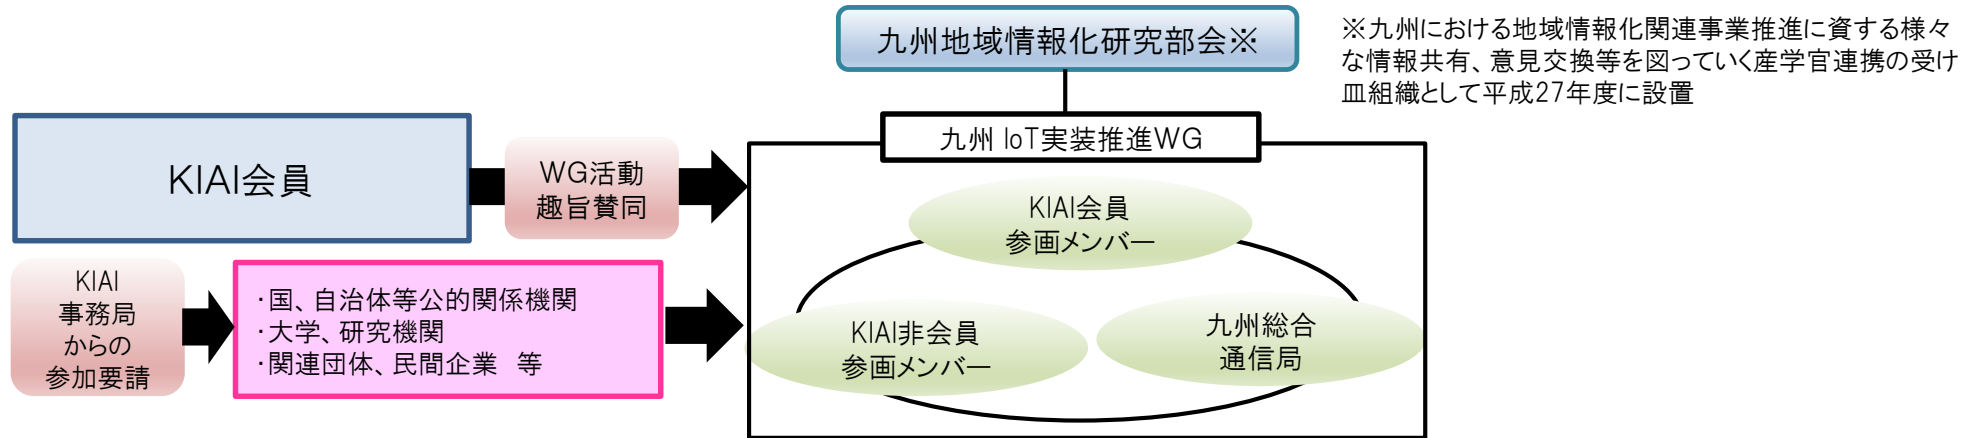 九州地域情報化研究部会※
※九州における地域情報化関連事業推進に資する様々
な情報共有、意見交換等を図っていく産学官連携の受け
皿組織として平成27年度に設置
九州 IoT実装推進WG
KIAI会員
WG活動
趣旨賛同
KIAI会員
参画メンバー
KIAI
事務局
からの
参加要請
・国、自治体等公的関係機関
・大学、研究機関
・関連団体、民間企業　等
KIAI非会員
参画メンバー
九州総合
通信局